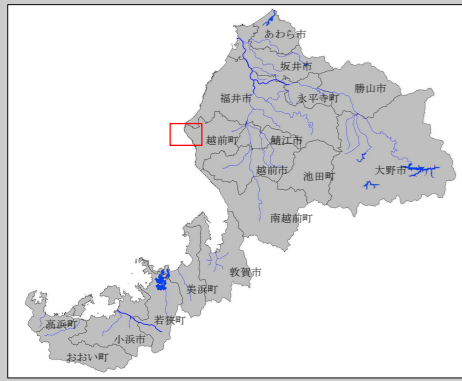 あわら市
坂井市
勝山市
福井市
永平寺町
越前町
鯖江市
大野市
越前市
池田町
南越前町
敦賀市
美浜町
若狭町
高浜町
小浜市
おおい町